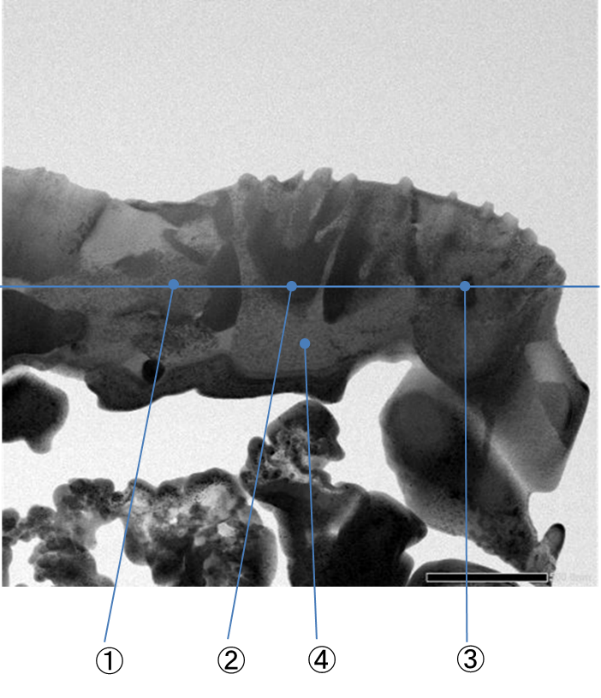 ① ② ④ ③